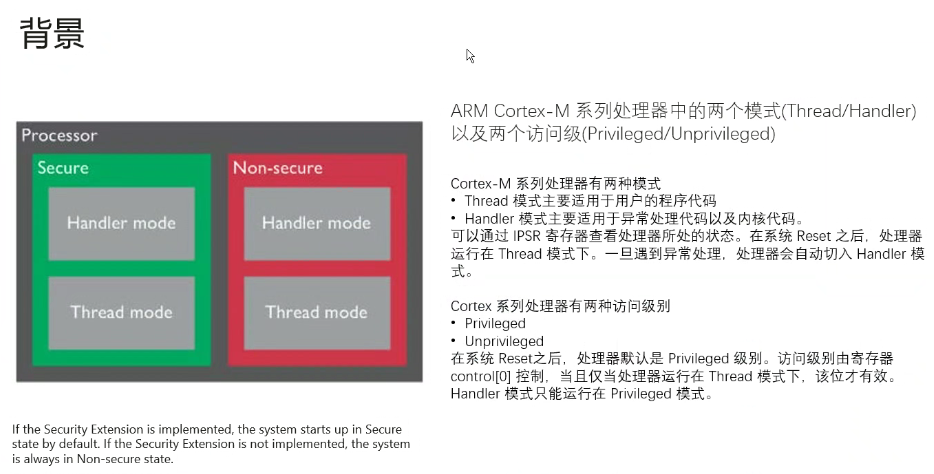 背景
Processor
Secure
Non-secure
Handler mode
Handler mode
Thread mode
Thread mode
If the Security Extension is implemented, the system starts up in Secure
state by default. If the Security Extension is not implemented, the system
is always in Non-secure state.
ARM Cortex-M 系列处理器中的两个模式(Thread/Handler)
以及两个访问级(Privileged/Unprivileged)
Cortex-M 系列处理器有两种模式
• Thread 模式主要适用于用户的程序代码
• Handler 模式主要适用于异常处理代码以及内核代码。
可以通过 IPSR 寄存器查看处理器所处的状态。在系统 Reset 之后，处理器
运行在 Thread 模式下。一旦遇到异常处理，处理器会自动切入 Handler 模
式。
Cortex 系列处理器有两种访问级别
• Privileged
• Unprivileged
在系统 Reset之后，处理器默认是 Privileged 级别。访问级别由寄存器
control[0] 控制，当且仅当处理器运行在 Thread 模式下，该位才有效。
Handler 模式只能运行在 Privileged 模式。